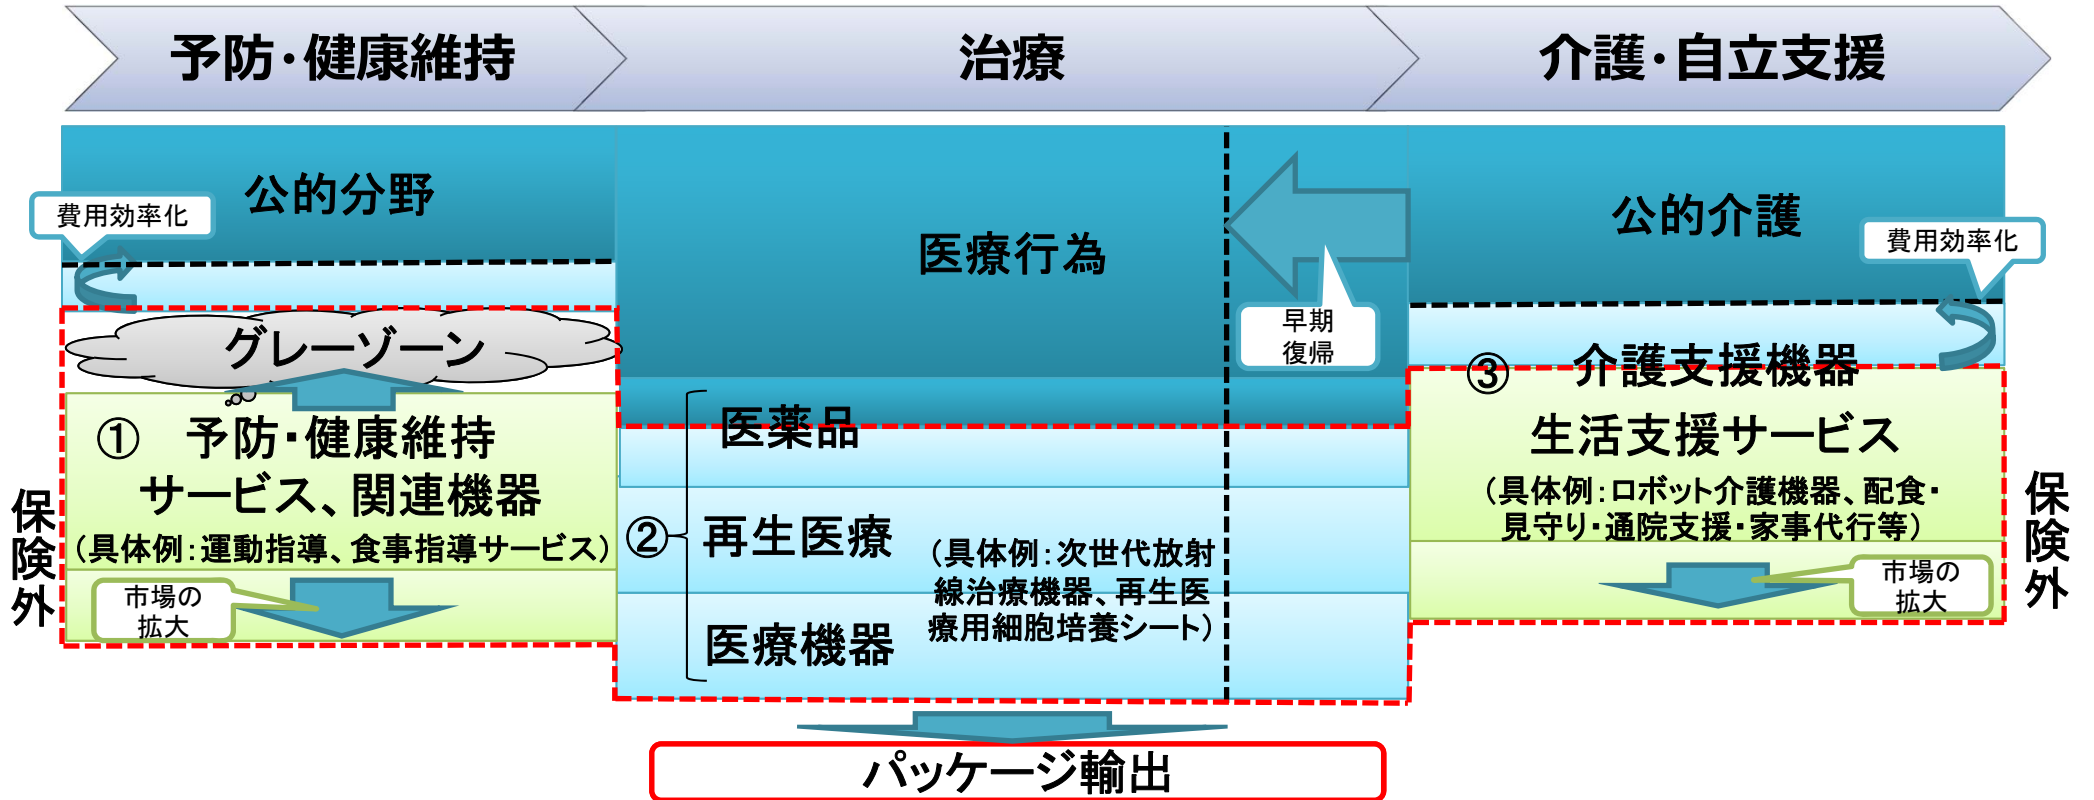 予防・健康維持
治療
介護・自立支援
公的分野
費用効率化
グレーゾーン
① 予防・健康維持
サービス、関連機器
(具体例：運動指導、食事指導サービス)
市場の
拡大
保険外
医療行為
早期
復帰
②
医薬品
再生医療
医療機器
(具体例：次世代放射
線治療機器、再生医
療用細胞培養シート)
パッケージ輸出
公的介護
費用効率化
③ 介護支援機器
生活支援サービス
(具体例：ロボット介護機器、配食・
見守り・通院支援・家事代行等)
市場の
拡大
保険外